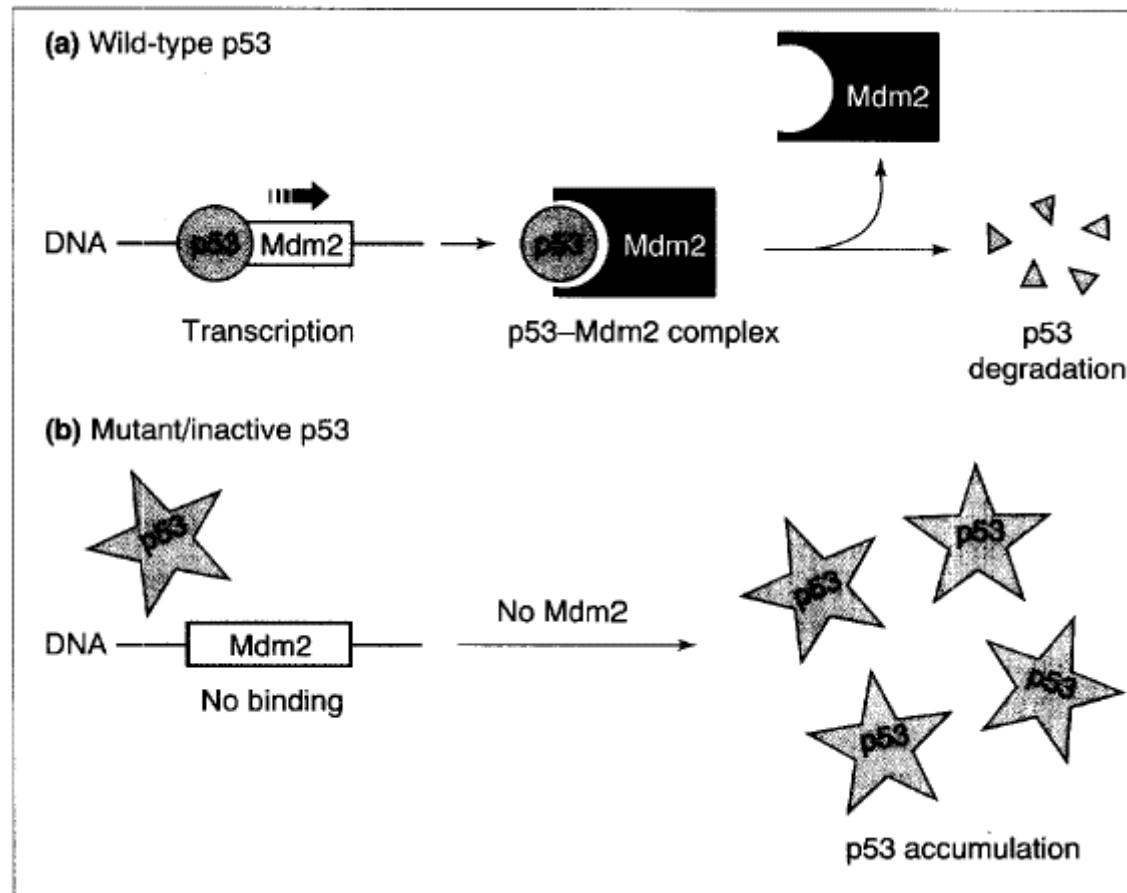 (a) Wild-type p53
Mdm2
DNA
p53
Mdm2
p53
Mdm2
Transcription
p53–Mdm2 complex
p53
degradation
(b) Mutant/inactive p53
p53
DNA
Mdm2
No binding
No Mdm2
p53
p53
p53
p53
p53 accumulation